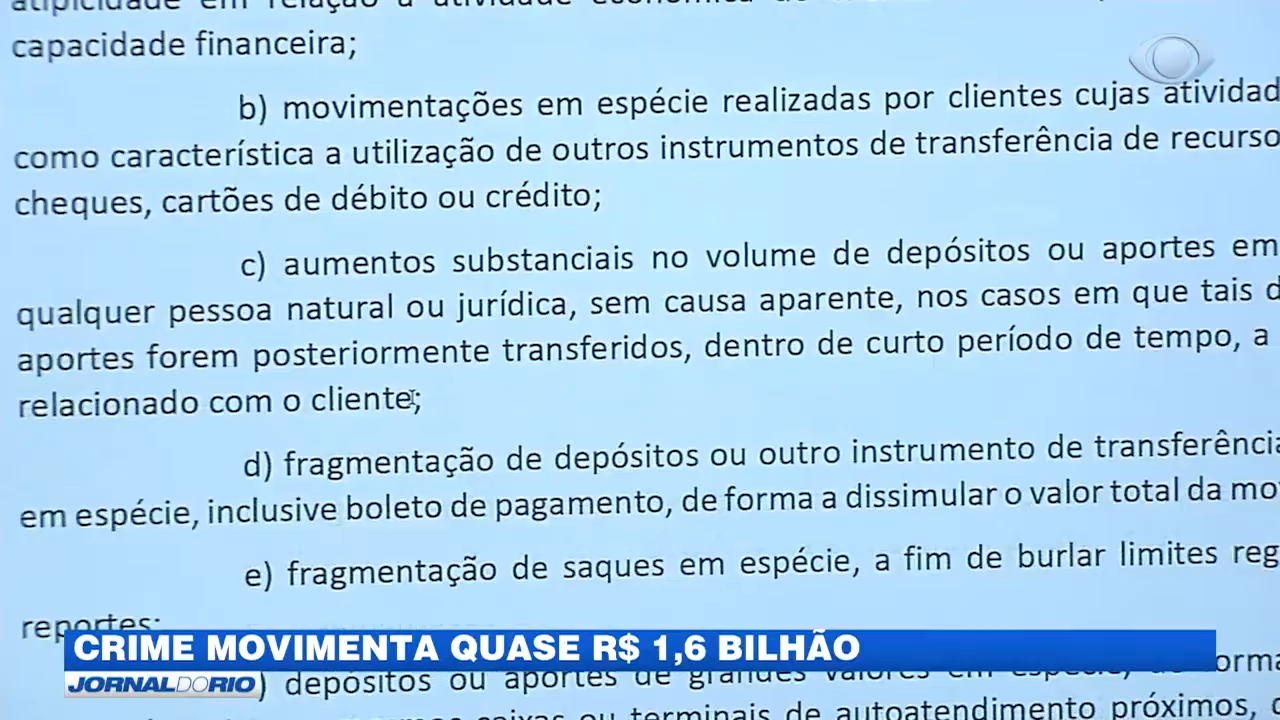 capacidade financeira;
b) movimentações em espécie realizadas por clientes cujas atividad
como característica a utilização de outros instrumentos de transferência de recurso
cheques, cartões de débito ou crédito;
c) aumentos substanciais no volume de depósitos ou aportes em
qualquer pessoa natural ou jurídica, sem causa aparente, nos casos em que tais d
aportes forem posteriormente transferidos, dentro de curto período de tempo, a
relacionado com o cliente;
d) fragmentação de depósitos ou outro instrumento de transferência
em espécie, inclusive boleto de pagamento, de forma a dissimular o valor total da mo
e) fragmentação de saques em espécie, a fim de burlar limites reg
reportes;
CRIME MOVIMENTA QUASE R$ 1,6 BILHÃO
JORNAL DO RIO
) depósitos ou aportes de grandes valores em espécie,
caixas ou terminais de autoatendimento próximos,